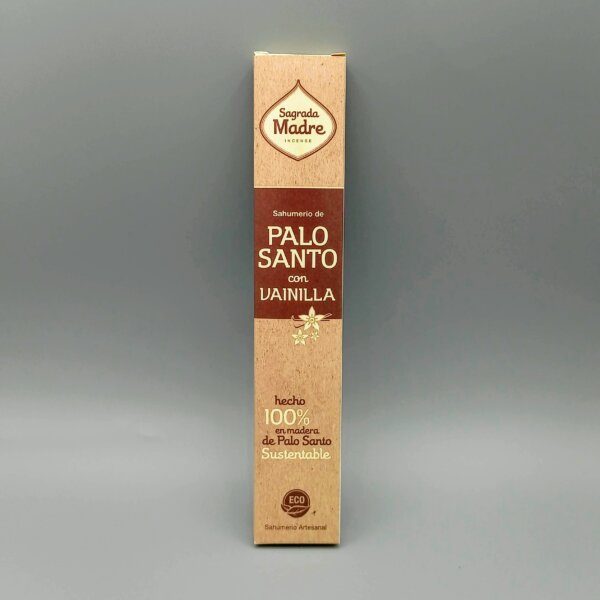 Sagrada
Madre
INCENSE
Sahumerio de
PALO
SANTO
con
VAINILLA
hecho
100%
en madera
de Palo Santo
Sustentable
ECO
Sahumerio Artesanal